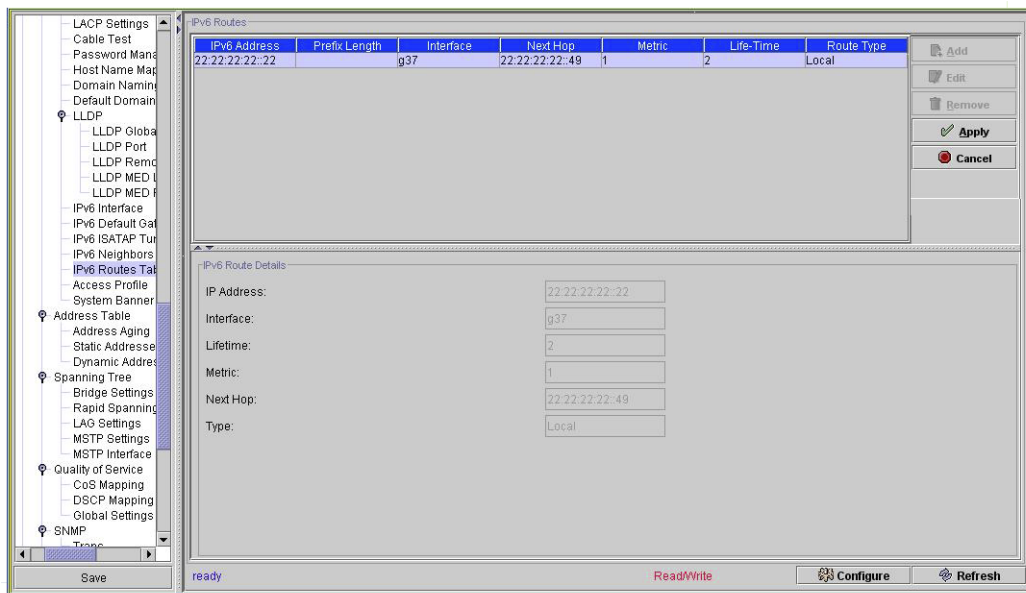 LACP Settings
Cable Test
Password Mana
Host Name Map
Domain Naming
Default Domain
LLDP
LLDP Globa
LLDP Port
LLDP Remo
LLDP MED L
LLDP MED
IPv6 Interface
IPv6 Default Gat
IPv6 ISATAP Tun
IPv6 Neighbors
IPv6 Routes Tab
Access Profile
System Banner
Address Table
Address Aging
Static Addresse
Dynamic Addres
Spanning Tree
Bridge Settings
Rapid Spanning
LAG Settings
MSTP Settings
MSTP Interface
Quality of Service
CoS Mapping
DSCP Mapping
Global Settings
SNMP
Save
IPv6 Routes
IPv6 Address Prefix Length Interface Next Hop Metric Life-Time Route Type
22:22:22:22::22 g37 22:22:22:22::49 1 2 Local
Add
Edit
Remove
Apply
Cancel
IPv6 Route Details
IP Address: 22:22:22:22::22
Interface: g37
Lifetime: 2
Metric: 1
Next Hop: 22:22:22:22::49
Type: Local
ready Read/Write Configure Refresh